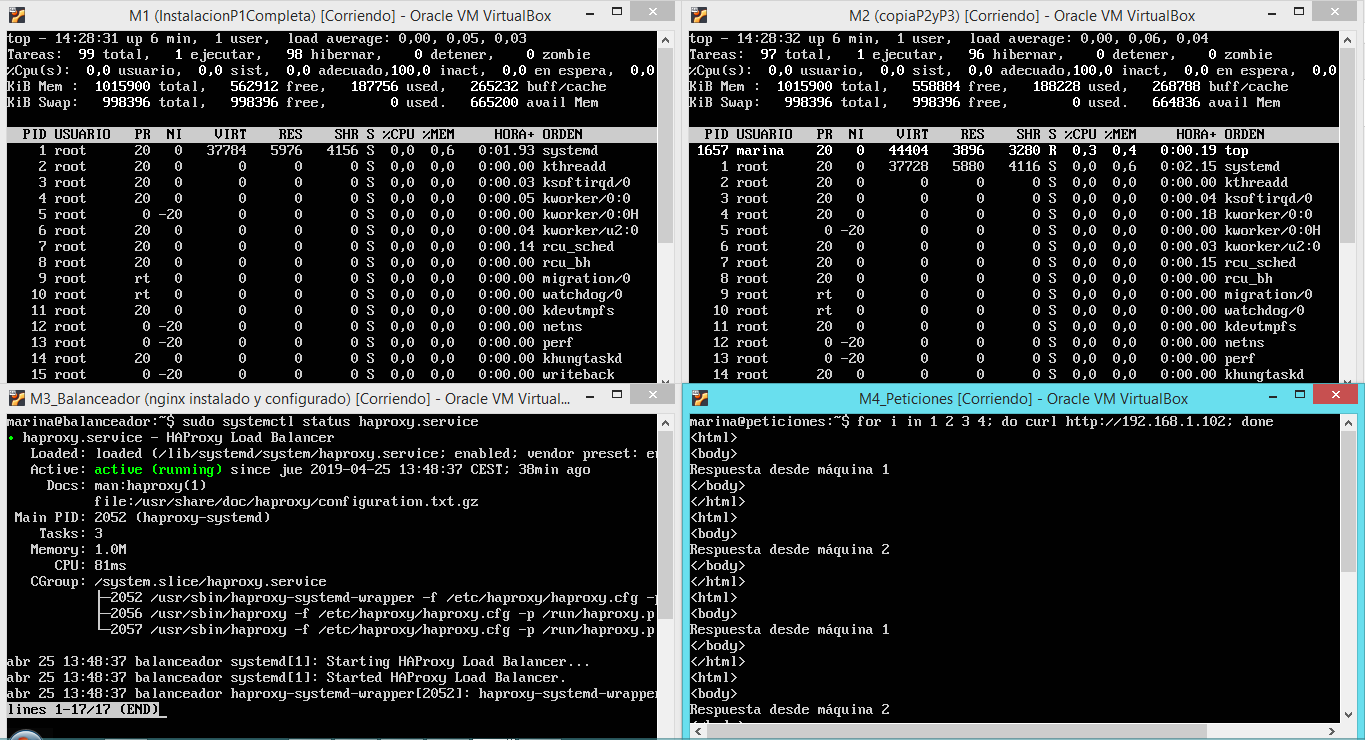 M1 (InstalacionP1Completa) [Corriendo] - Oracle VM VirtualBox
top - 14:28:31 up 6 min,  1 user,  load average: 0,00, 0,05, 0,03
Tareas:  99 total,   1 ejecutar,  98 hibernar,   0 detener,   0 zombie
%Cpu(s):  0,0 usuario,  0,0 sist,  0,0 adecuado,100,0 inact,  0,0 en espera,  0,0
KiB Mem :  1015900 total,   562912 free,   187756 used,   265232 buff/cache
KiB Swap:   998396 total,   998396 free,        0 used.   665200 avail Mem
PID USUARIO   PR  NI    VIRT    RES    SHR S %CPU %MEM     HORA+ ORDEN
1 root      20   0   37784   5976   4156 S  0,0  0,6   0:01.93 systemd
2 root      20   0       0      0      0 S  0,0  0,0   0:00.00 kthreadd
3 root      20   0       0      0      0 S  0,0  0,0   0:00.03 ksoftirqd/0
4 root      20   0       0      0      0 S  0,0  0,0   0:00.05 kworker/0:0
5 root       0 -20       0      0      0 S  0,0  0,0   0:00.00 kworker/0:0H
6 root      20   0       0      0      0 S  0,0  0,0   0:00.04 kworker/u2:0
7 root      20   0       0      0      0 S  0,0  0,0   0:00.14 rcu_sched
8 root      20   0       0      0      0 S  0,0  0,0   0:00.00 rcu_bh
9 root      rt   0       0      0      0 S  0,0  0,0   0:00.00 migration/0
10 root      rt   0       0      0      0 S  0,0  0,0   0:00.00 watchdog/0
11 root      20   0       0      0      0 S  0,0  0,0   0:00.00 kdevtmpfs
12 root       0 -20       0      0      0 S  0,0  0,0   0:00.00 netns
13 root       0 -20       0      0      0 S  0,0  0,0   0:00.00 perf
14 root      20   0       0      0      0 S  0,0  0,0   0:00.00 khungtaskd
15 root       0 -20       0      0      0 S  0,0  0,0   0:00.00 writeback
M2 (copiaP2yP3) [Corriendo] - Oracle VM VirtualBox
top - 14:28:32 up 6 min,  1 user,  load average: 0,00, 0,06, 0,04
Tareas:  97 total,   1 ejecutar,  96 hibernar,   0 detener,   0 zombie
%Cpu(s):  0,0 usuario,  0,0 sist,  0,0 adecuado,100,0 inact,  0,0 en espera,  0,0
KiB Mem :  1015900 total,   558884 free,   188228 used,   268788 buff/cache
KiB Swap:   998396 total,   998396 free,        0 used.   664836 avail Mem
PID USUARIO   PR  NI    VIRT    RES    SHR S %CPU %MEM     HORA+ ORDEN
1657 marina    20   0   44404   3896   3280 R  0,3  0,4   0:00.19 top
1 root      20   0   37728   5880   4116 S  0,0  0,6   0:02.15 systemd
2 root      20   0       0      0      0 S  0,0  0,0   0:00.00 kthreadd
3 root      20   0       0      0      0 S  0,0  0,0   0:00.04 ksoftirqd/0
4 root      20   0       0      0      0 S  0,0  0,0   0:00.18 kworker/0:0
5 root       0 -20       0      0      0 S  0,0  0,0   0:00.00 kworker/0:0H
6 root      20   0       0      0      0 S  0,0  0,0   0:00.03 kworker/u2:0
7 root      20   0       0      0      0 S  0,0  0,0   0:00.15 rcu_sched
8 root      20   0       0      0      0 S  0,0  0,0   0:00.00 rcu_bh
9 root      rt   0       0      0      0 S  0,0  0,0   0:00.00 migration/0
10 root      rt   0       0      0      0 S  0,0  0,0   0:00.00 watchdog/0
11 root      20   0       0      0      0 S  0,0  0,0   0:00.00 kdevtmpfs
12 root       0 -20       0      0      0 S  0,0  0,0   0:00.00 netns
13 root       0 -20       0      0      0 S  0,0  0,0   0:00.00 perf
14 root      20   0       0      0      0 S  0,0  0,0   0:00.00 khungtaskd
M3_Balanceador (nginx instalado y configurado) [Corriendo] - Oracle VM Virtual...
marina@balanceador:~$ sudo systemctl status haproxy.service
● haproxy.service - HAProxy Load Balancer
Loaded: loaded (/lib/systemd/system/haproxy.service; enabled; vendor preset: en
Active: active (running) since jue 2019-04-25 13:48:37 CEST; 38min ago
Docs: man:haproxy(1)
file:/usr/share/doc/haproxy/configuration.txt.gz
Main PID: 2052 (haproxy-systemd)
Tasks: 3
Memory: 1.0M
CPU: 81ms
CGroup: /system.slice/haproxy.service
├─2052 /usr/sbin/haproxy-systemd-wrapper -f /etc/haproxy/haproxy.cfg -p
├─2056 /usr/sbin/haproxy -f /etc/haproxy/haproxy.cfg -p /run/haproxy.p
└─2057 /usr/sbin/haproxy -f /etc/haproxy/haproxy.cfg -p /run/haproxy.p
abr 25 13:48:37 balanceador systemd[1]: Starting HAProxy Load Balancer...
abr 25 13:48:37 balanceador systemd[1]: Started HAProxy Load Balancer.
abr 25 13:48:37 balanceador haproxy-systemd-wrapper[2052]: haproxy-systemd-wrapper
lines 1-17/17 (END)
M4_Peticiones [Corriendo] - Oracle VM VirtualBox
marina@peticiones:~$ for i in 1 2 3 4; do curl http://192.168.1.102; done
<html>
<body>
Respuesta desde máquina 1
</body>
</html>
<html>
<body>
Respuesta desde máquina 2
</body>
</html>
<html>
<body>
Respuesta desde máquina 1
</body>
</html>
<html>
<body>
Respuesta desde máquina 2